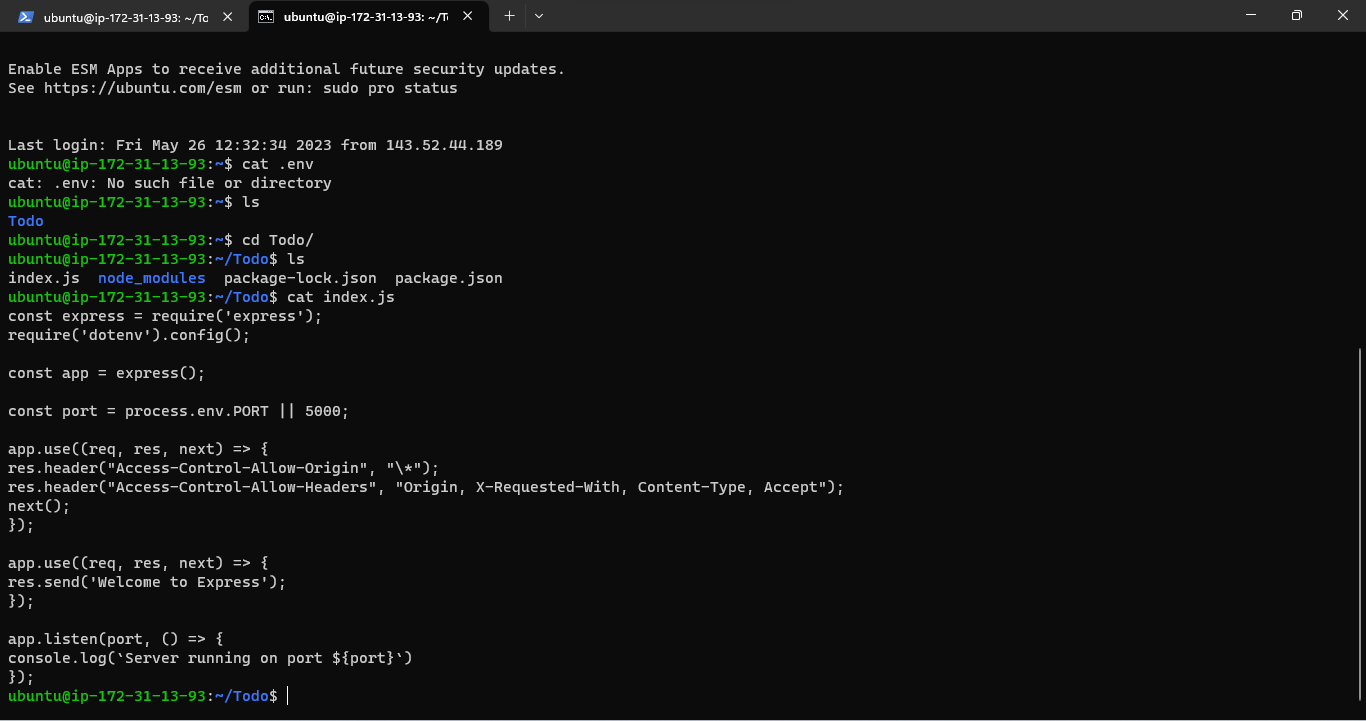 ubuntu@ip-172-31-13-93: ~/To
ubuntu@ip-172-31-13-93: ~/T
Enable ESM Apps to receive additional future security updates.
See https://ubuntu.com/esm or run: sudo pro status
Last login: Fri May 26 12:32:34 2023 from 143.52.44.189
ubuntu@ip-172-31-13-93:~$ cat .env
cat: .env: No such file or directory
ubuntu@ip-172-31-13-93:~$ ls
Todo
ubuntu@ip-172-31-13-93:~$ cd Todo/
ubuntu@ip-172-31-13-93:~/Todo$ ls
index.js  node_modules  package-lock.json  package.json
ubuntu@ip-172-31-13-93:~/Todo$ cat index.js
const express = require('express');
require('dotenv').config();
const app = express();
const port = process.env.PORT || 5000;
app.use((req, res, next) => {
res.header("Access-Control-Allow-Origin", "\*");
res.header("Access-Control-Allow-Headers", "Origin, X-Requested-With, Content-Type, Accept");
next();
});
app.use((req, res, next) => {
res.send('Welcome to Express');
});
app.listen(port, () => {
console.log(`Server running on port ${port}`)
});
ubuntu@ip-172-31-13-93:~/Todo$